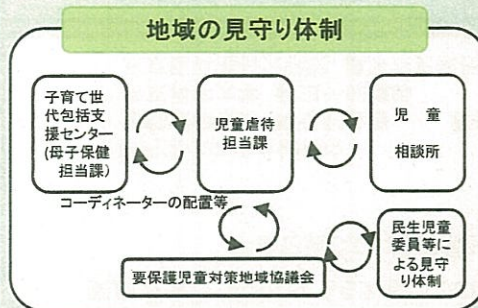 地域の見守り体制
子育て世
代包括支
援センター
(母子保健
担当課)
児童虐待
担当課
児　童
相談所
コーディネーターの配置等
要保護児童対策地域協議会
民生児童
委員等に
よる見守
り体制